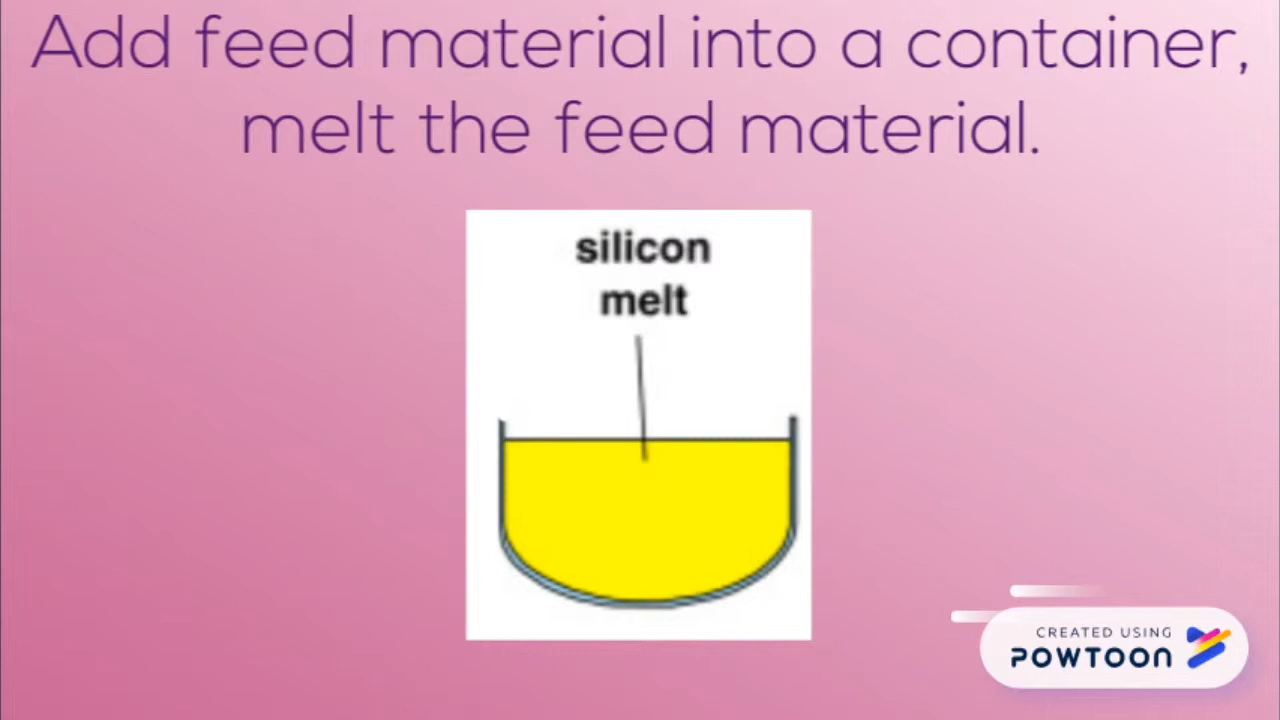 Add feed material into a container,
melt the feed material.
silicon
melt
CREATED USING
POWTOON